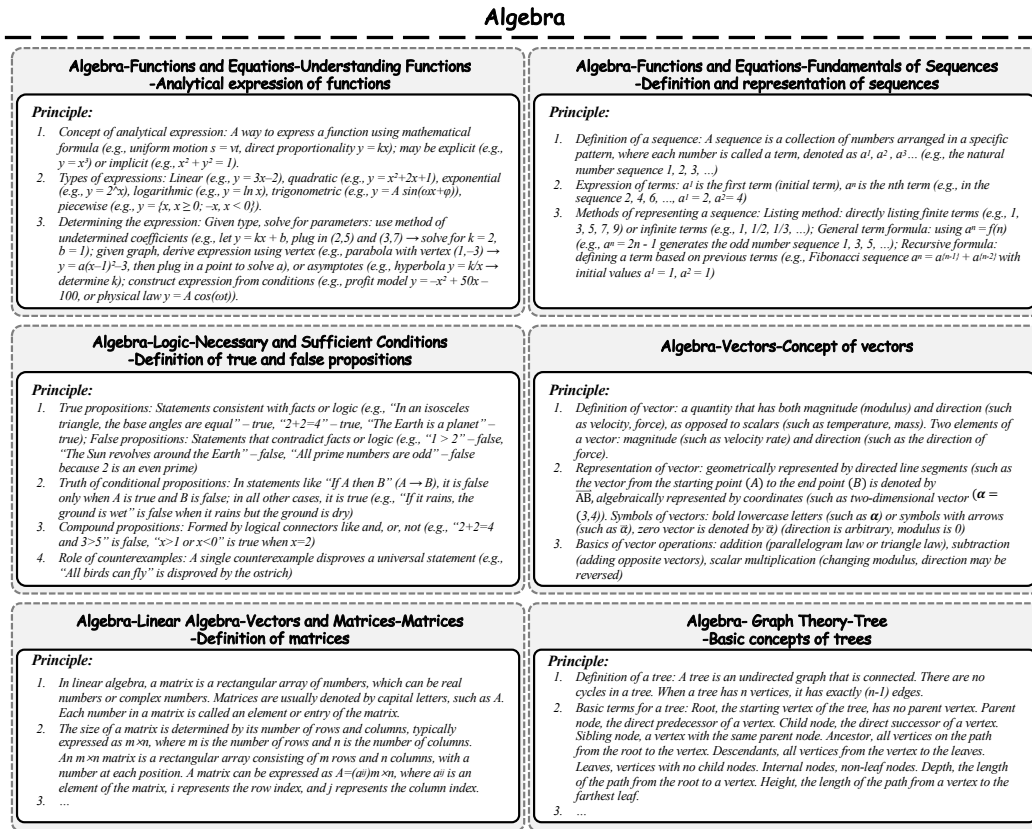 Algebra
Algebra-Functions and Equations-Understanding Functions
-Analytical expression of functions
Principle:
1. Concept of analytical expression: A way to express a function using mathematical
formula (e.g., uniform motion s = vt, direct proportionality y = kx); may be explicit (e.g.,
y = x³) or implicit (e.g., x² + y² = 1).
2. Types of expressions: Linear (e.g., y = 3x–2), quadratic (e.g., y = x²+2x+1), exponential
(e.g., y = 2^x), logarithmic (e.g., y = ln x), trigonometric (e.g., y = A sin(ωx+φ)),
piecewise (e.g., y = {x, x ≥ 0; –x, x < 0}).
3. Determining the expression: Given type, solve for parameters: use method of
undetermined coefficients (e.g., let y = kx + b, plug in (2,5) and (3,7) → solve for k = 2,
b = 1); given graph, derive expression using vertex (e.g., parabola with vertex (1,–3) →
y = a(x–1)²–3, then plug in a point to solve a), or asymptotes (e.g., hyperbola y = k/x →
determine k); construct expression from conditions (e.g., profit model y = –x² + 50x –
100, or physical law y = A cos(ωt)).
Algebra-Functions and Equations-Fundamentals of Sequences
-Definition and representation of sequences
Principle:
1. Definition of a sequence: A sequence is a collection of numbers arranged in a specific
pattern, where each number is called a term, denoted as a¹, a² , a³ ... (e.g., the natural
number sequence 1, 2, 3, ...)
2. Expression of terms: a¹ is the first term (initial term), aⁿ is the nth term (e.g., in the
sequence 2, 4, 6, ..., a¹ = 2, a²= 4)
3. Methods of representing a sequence: Listing method: directly listing finite terms (e.g., 1,
3, 5, 7, 9) or infinite terms (e.g., 1, 1/2, 1/3, ...); General term formula: using aⁿ = f(n)
(e.g., aⁿ = 2n - 1 generates the odd number sequence 1, 3, 5, ...); Recursive formula:
defining a term based on previous terms (e.g., Fibonacci sequence aⁿ = a^{n-1} + a^{n-2} with
initial values a¹ = 1, a² = 1)
Algebra-Logic-Necessary and Sufficient Conditions
-Definition of true and false propositions
Principle:
1. True propositions: Statements consistent with facts or logic (e.g., “In an isosceles
triangle, the base angles are equal” – true, “2+2=4” – true, “The Earth is a planet” –
true); False propositions: Statements that contradict facts or logic (e.g., “1 > 2” – false,
“The Sun revolves around the Earth” – false, “All prime numbers are odd” – false
because 2 is an even prime)
2. Truth of conditional propositions: In statements like “If A then B” (A → B), it is false
only when A is true and B is false; in all other cases, it is true (e.g., “If it rains, the
ground is wet” is false when it rains but the ground is dry)
3. Compound propositions: Formed by logical connectors like and, or, not (e.g., “2+2=4
and 3>5” is false, “x>1 or x<0” is true when x=2)
4. Role of counterexamples: A single counterexample disproves a universal statement (e.g.,
“All birds can fly” is disproved by the ostrich)
Algebra-Vectors-Concept of vectors
Principle:
1. Definition of vector: a quantity that has both magnitude (modulus) and direction (such
as velocity, force), as opposed to scalars (such as temperature, mass). Two elements of
a vector: magnitude (such as velocity rate) and direction (such as the direction of
force).
2. Representation of vector: geometrically represented by directed line segments (such as
the vector from the starting point (A) to the end point (B) is denoted by
A̅B̅, algebraically represented by coordinates (such as two-dimensional vector (α =
(3,4)). Symbols of vectors: bold lowercase letters (such as α) or symbols with arrows
(such as α̅), zero vector is denoted by α̅) (direction is arbitrary, modulus is 0)
3. Basics of vector operations: addition (parallelogram law or triangle law), subtraction
(adding opposite vectors), scalar multiplication (changing modulus, direction may be
reversed)
Algebra-Linear Algebra-Vectors and Matrices-Matrices
-Definition of matrices
Principle:
1. In linear algebra, a matrix is a rectangular array of numbers, which can be real
numbers or complex numbers. Matrices are usually denoted by capital letters, such as A.
Each number in a matrix is called an element or entry of the matrix.
2. The size of a matrix is determined by its number of rows and columns, typically
expressed as m×n, where m is the number of rows and n is the number of columns.
An m×n matrix is a rectangular array consisting of m rows and n columns, with a
number at each position. A matrix can be expressed as A=(aⁱʲ)m×n, where aⁱʲ is an
element of the matrix, i represents the row index, and j represents the column index.
3. ...
Algebra- Graph Theory-Tree
-Basic concepts of trees
Principle:
1. Definition of a tree: A tree is an undirected graph that is connected. There are no
cycles in a tree. When a tree has n vertices, it has exactly (n-1) edges.
2. Basic terms for a tree: Root, the starting vertex of the tree, has no parent vertex. Parent
node, the direct predecessor of a vertex. Child node, the direct successor of a vertex.
Sibling node, a vertex with the same parent node. Ancestor, all vertices on the path
from the root to the vertex. Descendants, all vertices from the vertex to the leaves.
Leaves, vertices with no child nodes. Internal nodes, non-leaf nodes. Depth, the length
of the path from the root to a vertex. Height, the length of the path from a vertex to the
farthest leaf.
3. ...